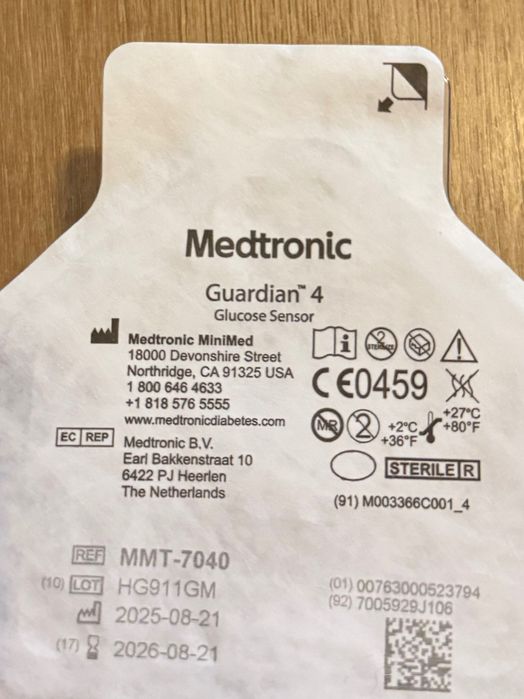 Medtronic
Guardian™ 4
Glucose Sensor
Medtronic MiniMed
18000 Devonshire Street
Northridge, CA 91325 USA
1 800 646 4633
+1 818 576 5555
www.medtronicdiabetes.com
EC REP
Medtronic B.V.
Earl Bakkenstraat 10
6422 PJ Heerlen
The Netherlands
2 STERILIZE
CE0459
MR 2
+2°C
+36°F
+27°C
+80°F
STERILE R
(91) M003366C001_4
REF MMT-7040
(10) LOT HG911GM
2025-08-21
(17) 2026-08-21
(01) 00763000523794
(92) 7005929J106